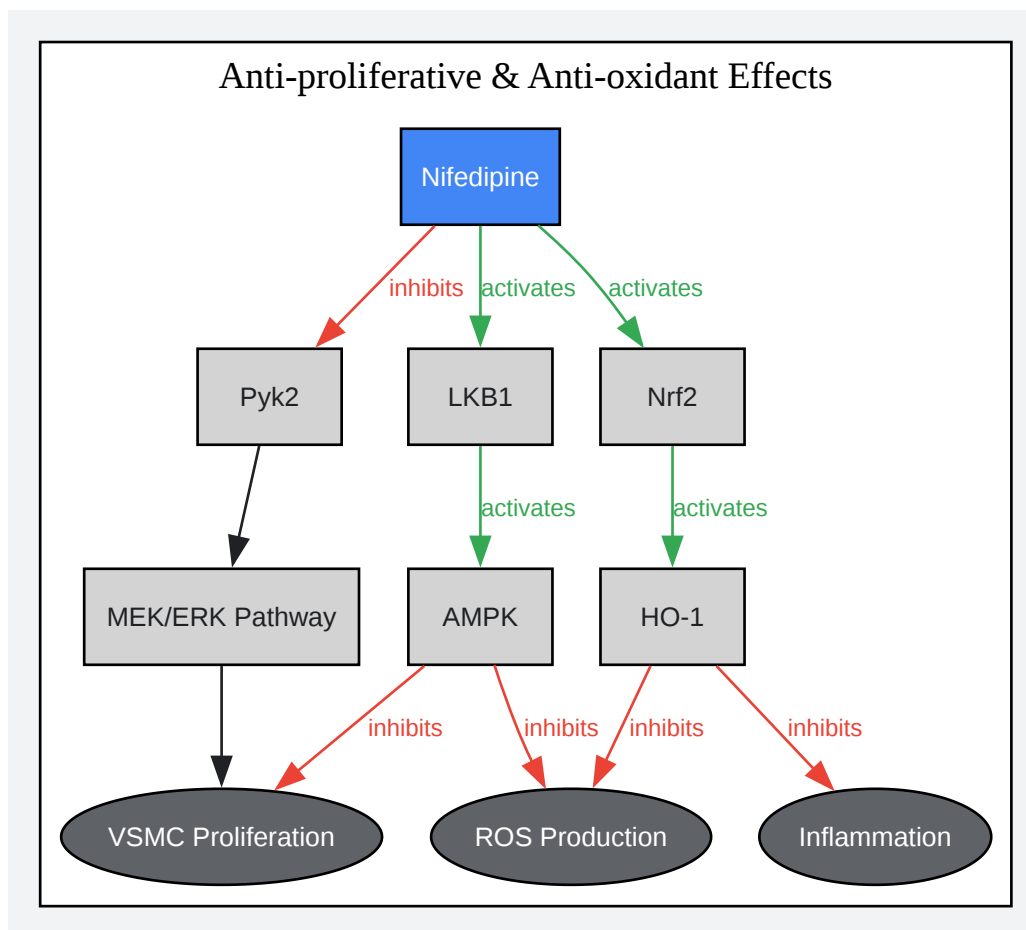 Anti-proliferative & Anti-oxidant Effects
Nifedipine
inhibits
activates
activates
Pyk2
LKB1
Nrf2
activates
activates
MEK/ERK Pathway
AMPK
HO-1
inhibits
inhibits
inhibits
inhibits
VSMC Proliferation
ROS Production
Inflammation